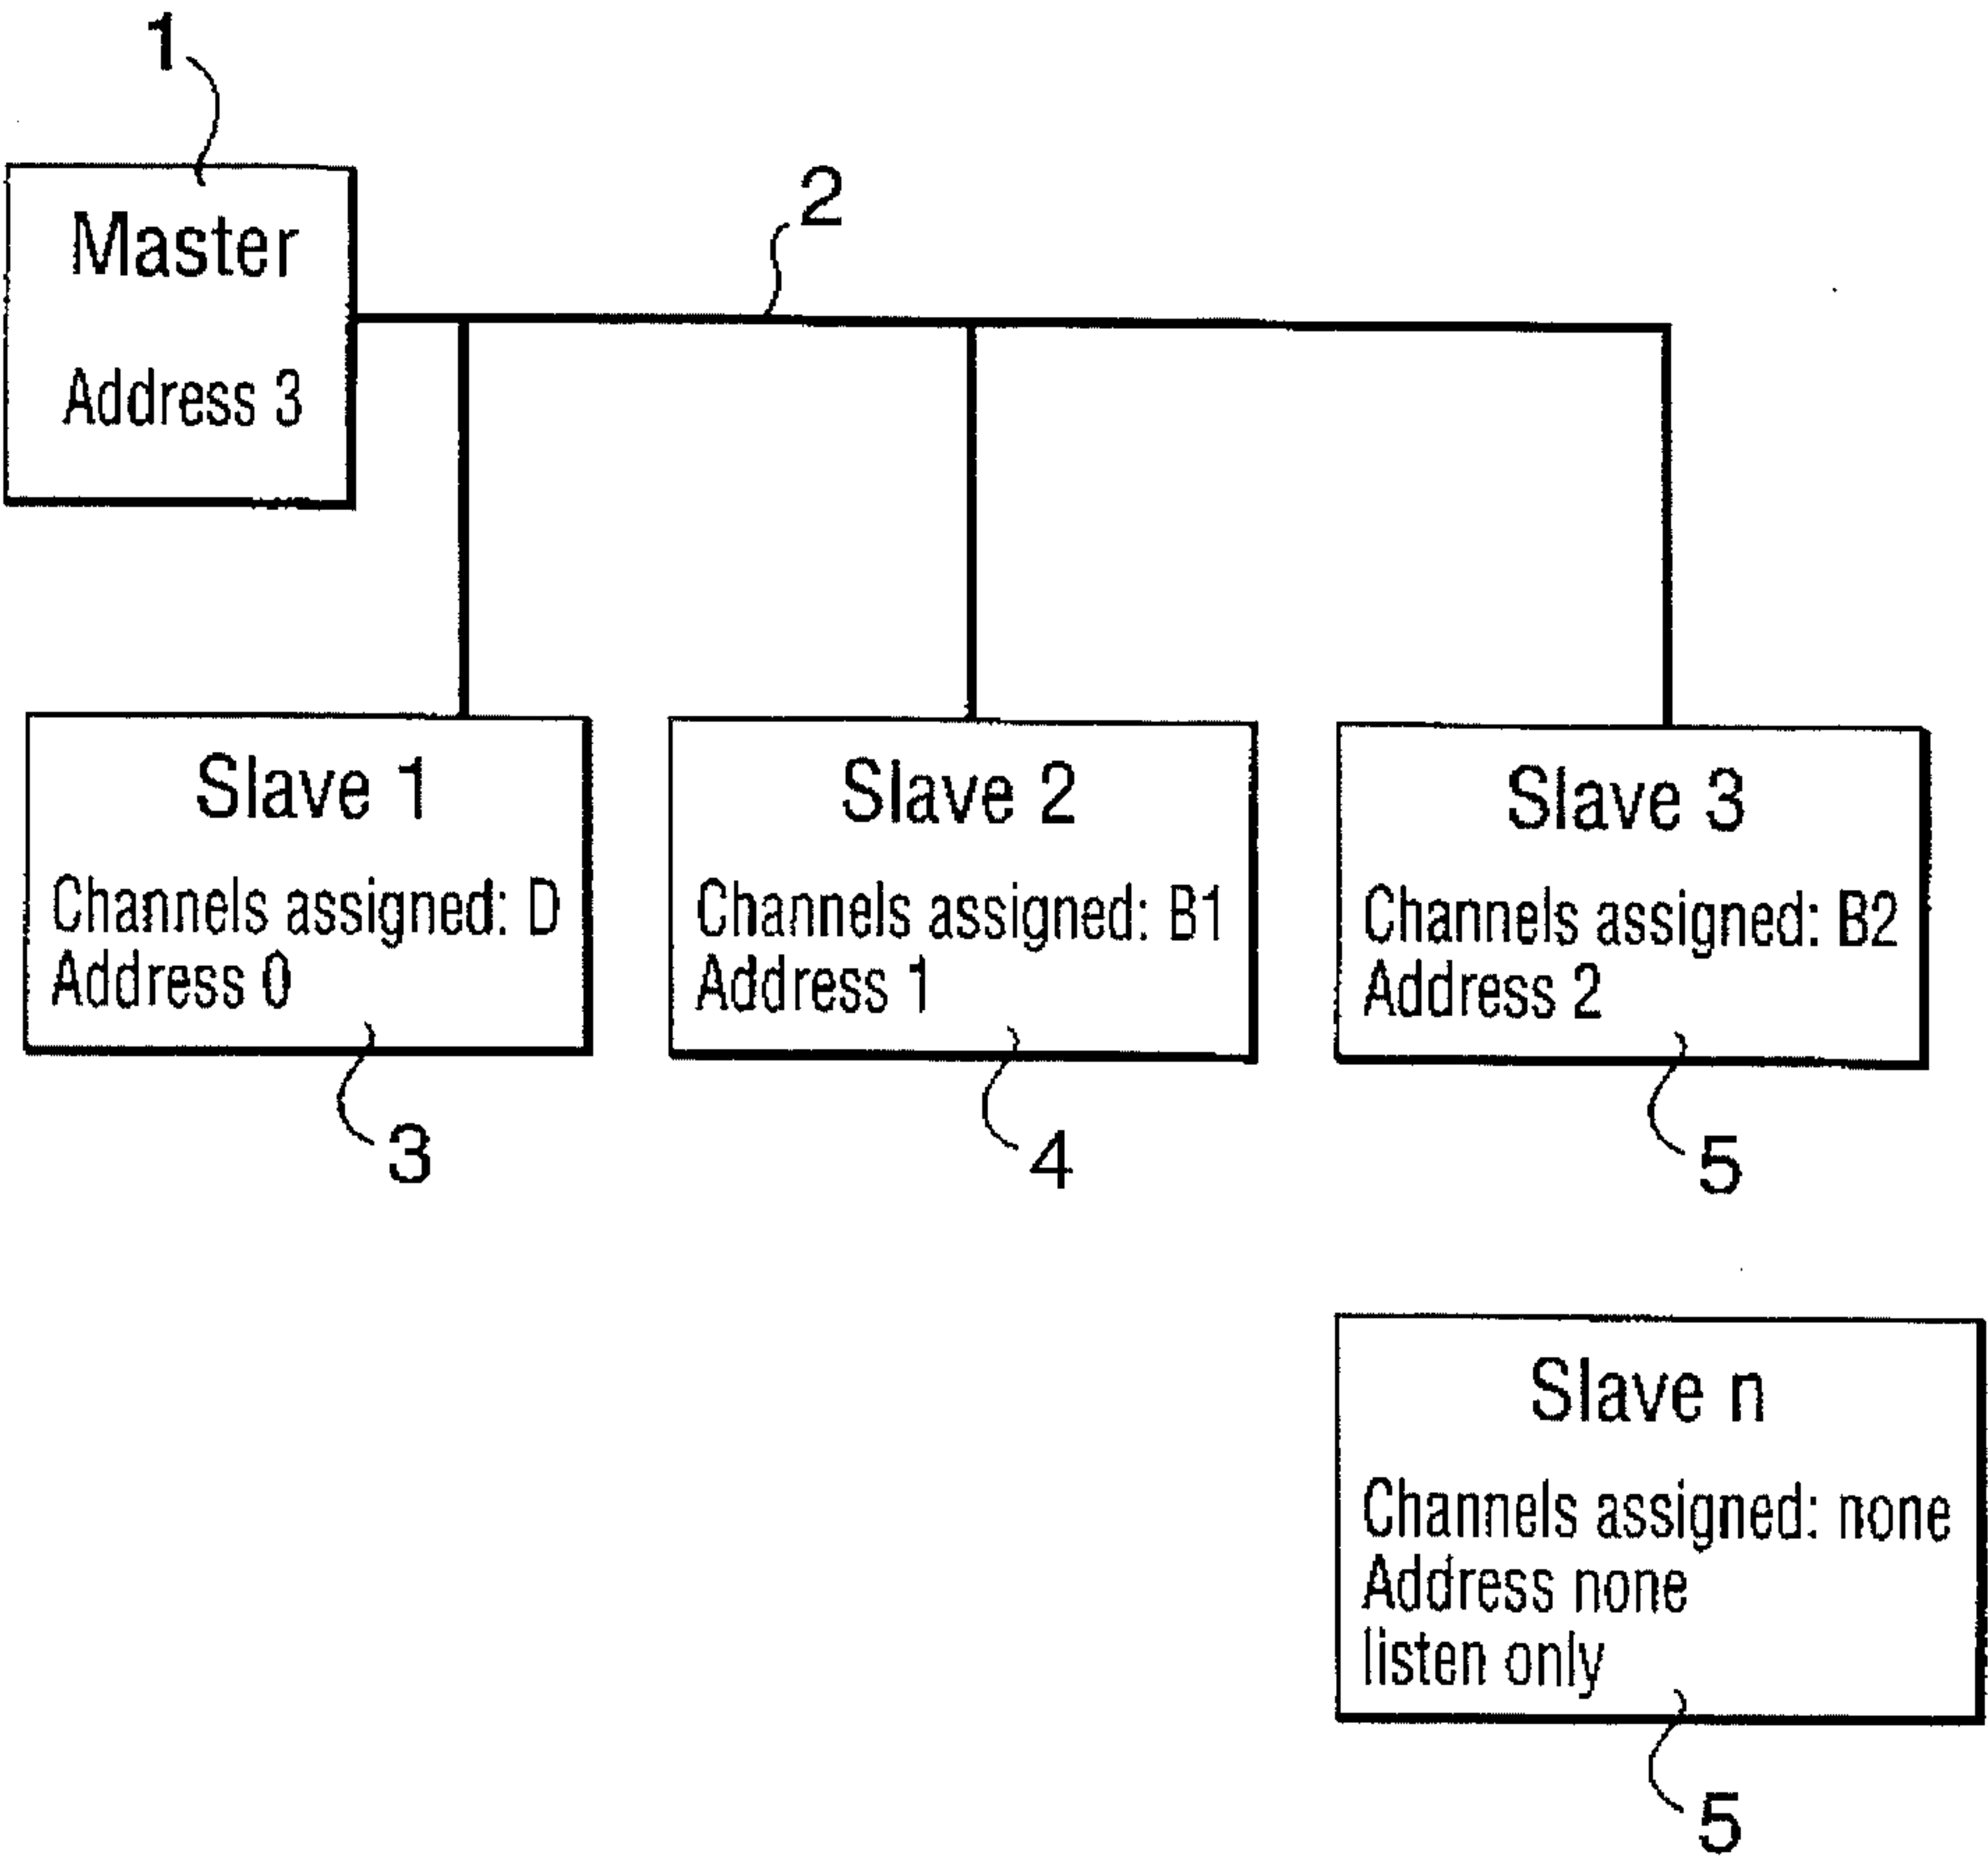 1
Master
Address 3
2
Slave 1
Channels assigned: D
Address 0
3
Slave 2
Channels assigned: B1
Address 1
4
Slave 3
Channels assigned: B2
Address 2
5
Slave n
Channels assigned: none
Address none
listen only
5